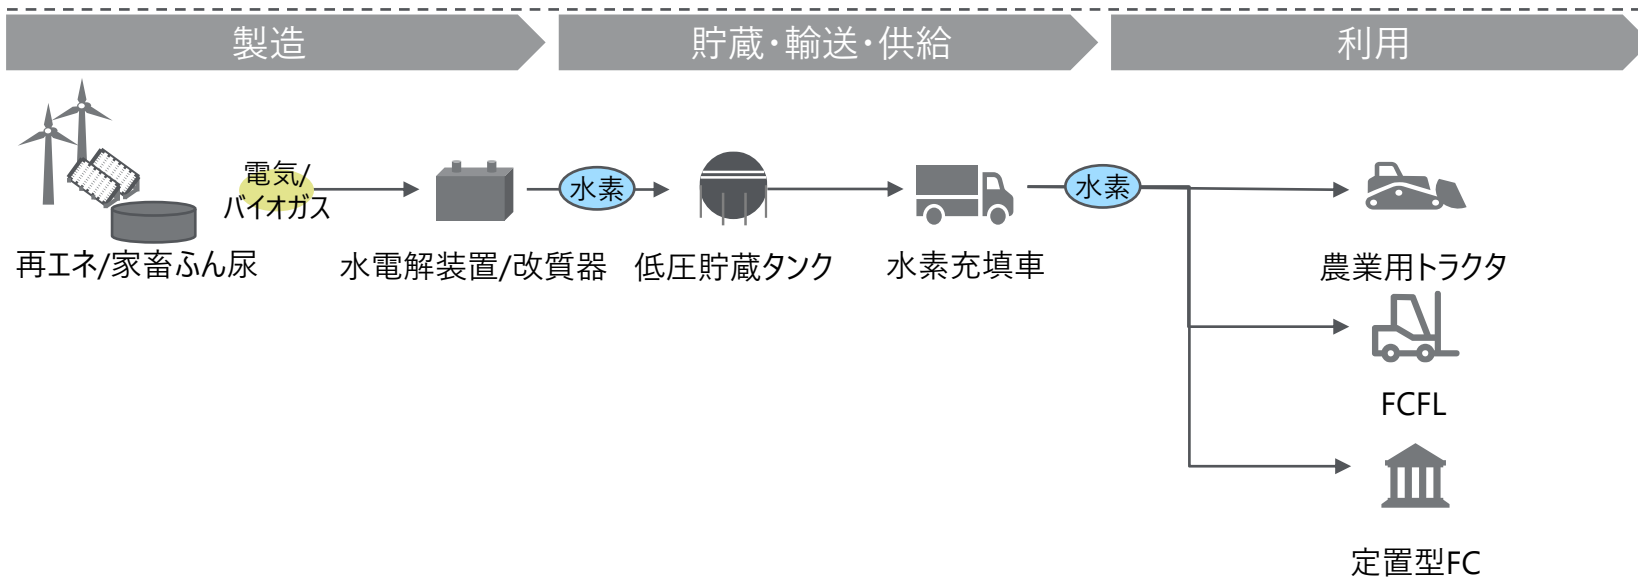 製造
貯蔵・輸送・供給
利用
電気/
バイオガス
水素
水素
再エネ/家畜ふん尿
水電解装置/改質器
低圧貯蔵タンク
水素充填車
農業用トラクタ
FCFL
定置型FC